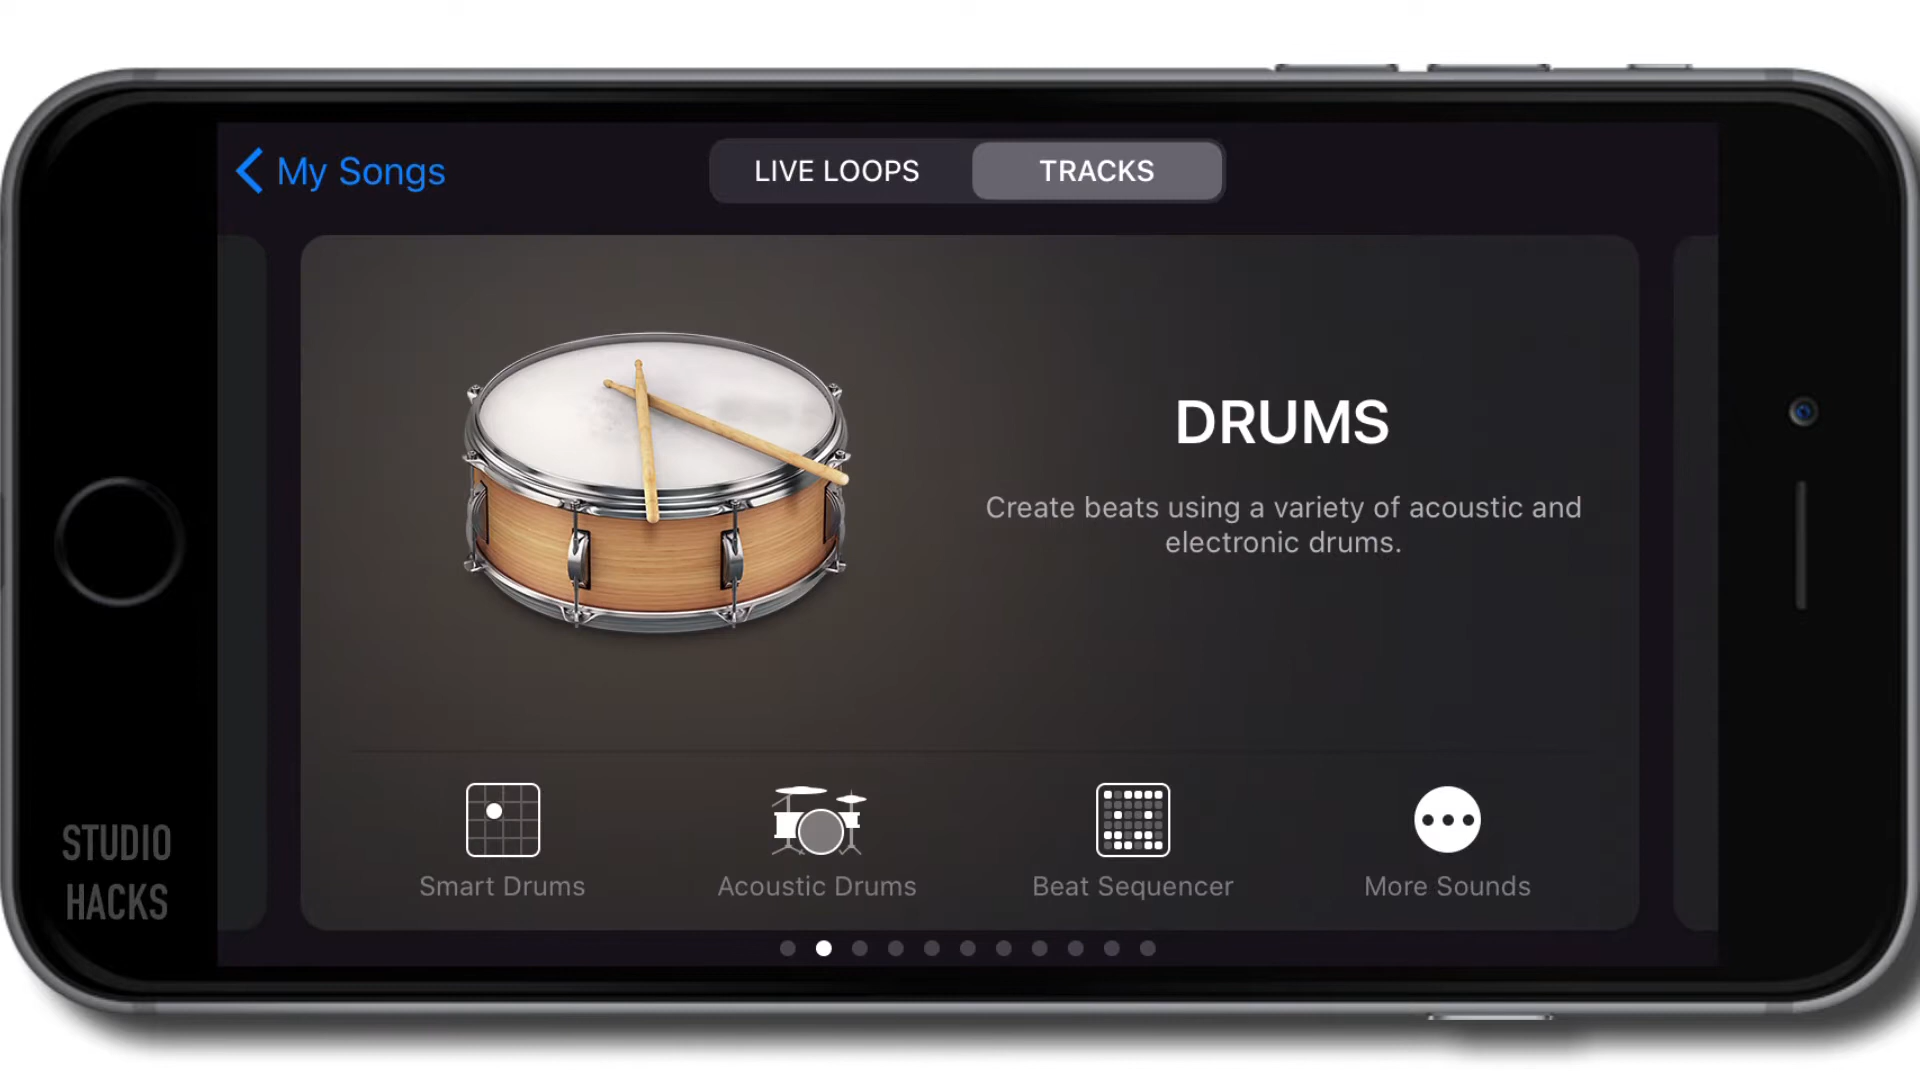 My Songs
LIVE LOOPS
TRACKS
DRUMS
Create beats using a variety of acoustic and
electronic drums.
Smart Drums
Acoustic Drums
Beat Sequencer
More Sounds
STUDIO
HACKS